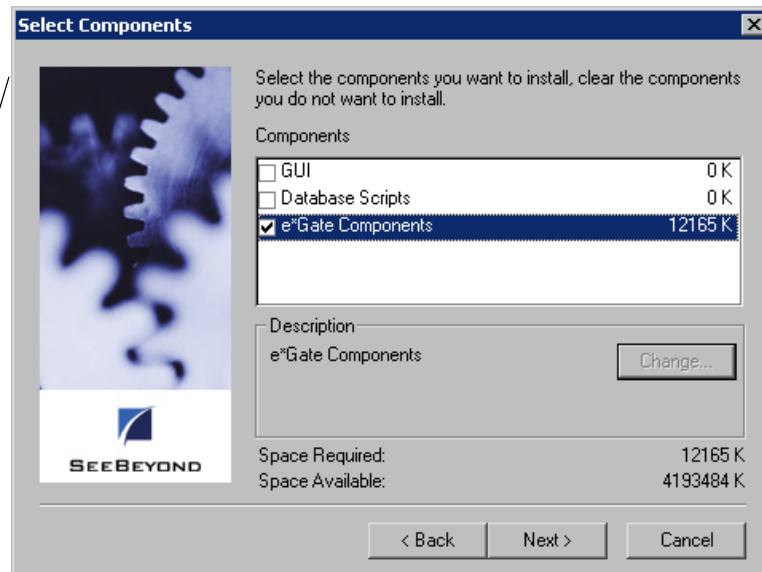 Select Components
Select the components you want to install, clear the components
you do not want to install.
Components
GUI 0 K
Database Scripts 0 K
e*Gate Components 12165 K
Description
e*Gate Components
Change...
SEEBEYOND
Space Required: 12165 K
Space Available: 4193484 K
< Back Next > Cancel